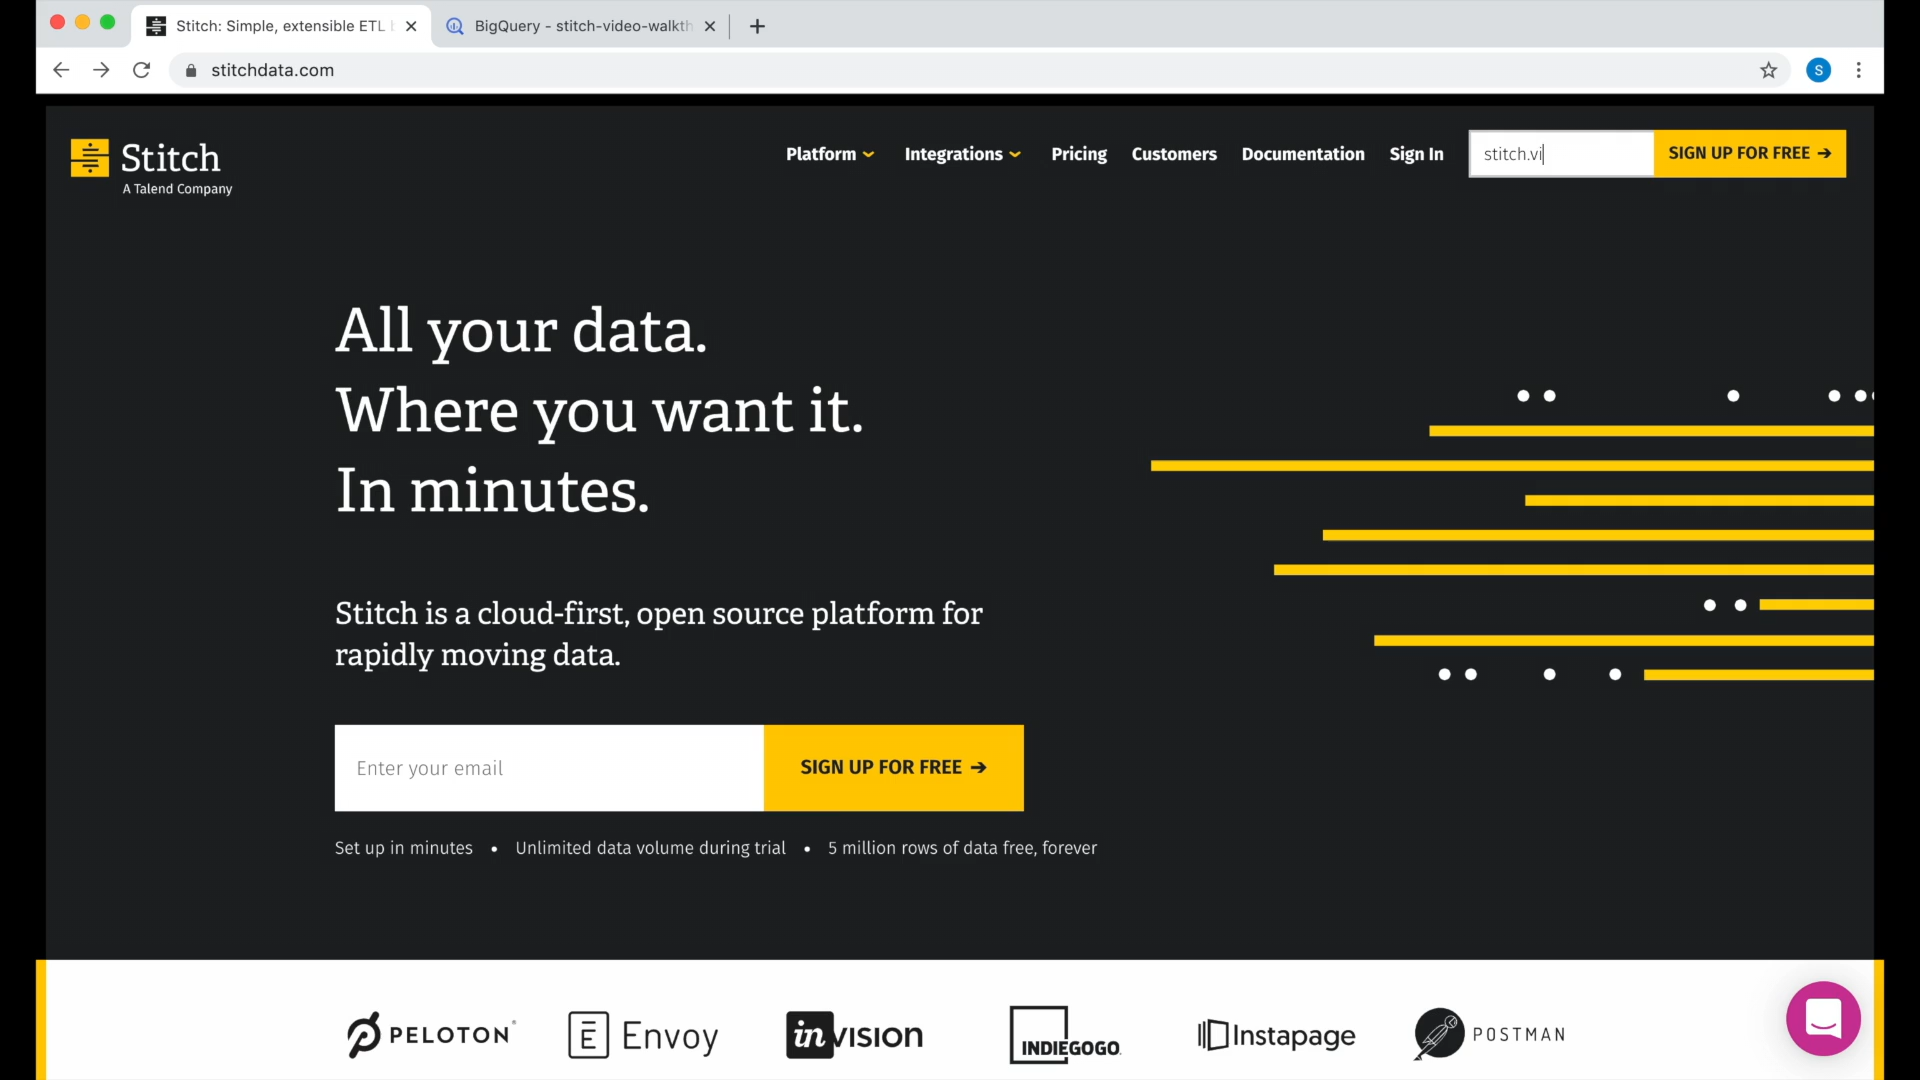 Stitch: Simple, extensible ETL
BigQuery - stitch-video-walkth
stitchdata.com
S
Stitch
A Talend Company
Platform
Integrations
Pricing
Customers
Documentation
Sign In
stitch.vi
SIGN UP FOR FREE →
All your data.
Where you want it.
In minutes.
Stitch is a cloud-first, open source platform for
rapidly moving data.
Enter your email
SIGN UP FOR FREE →
Set up in minutes • Unlimited data volume during trial • 5 million rows of data free, forever
PELOTON
Envoy
inVISION
INDIEGOGO
Instapage
POSTMAN